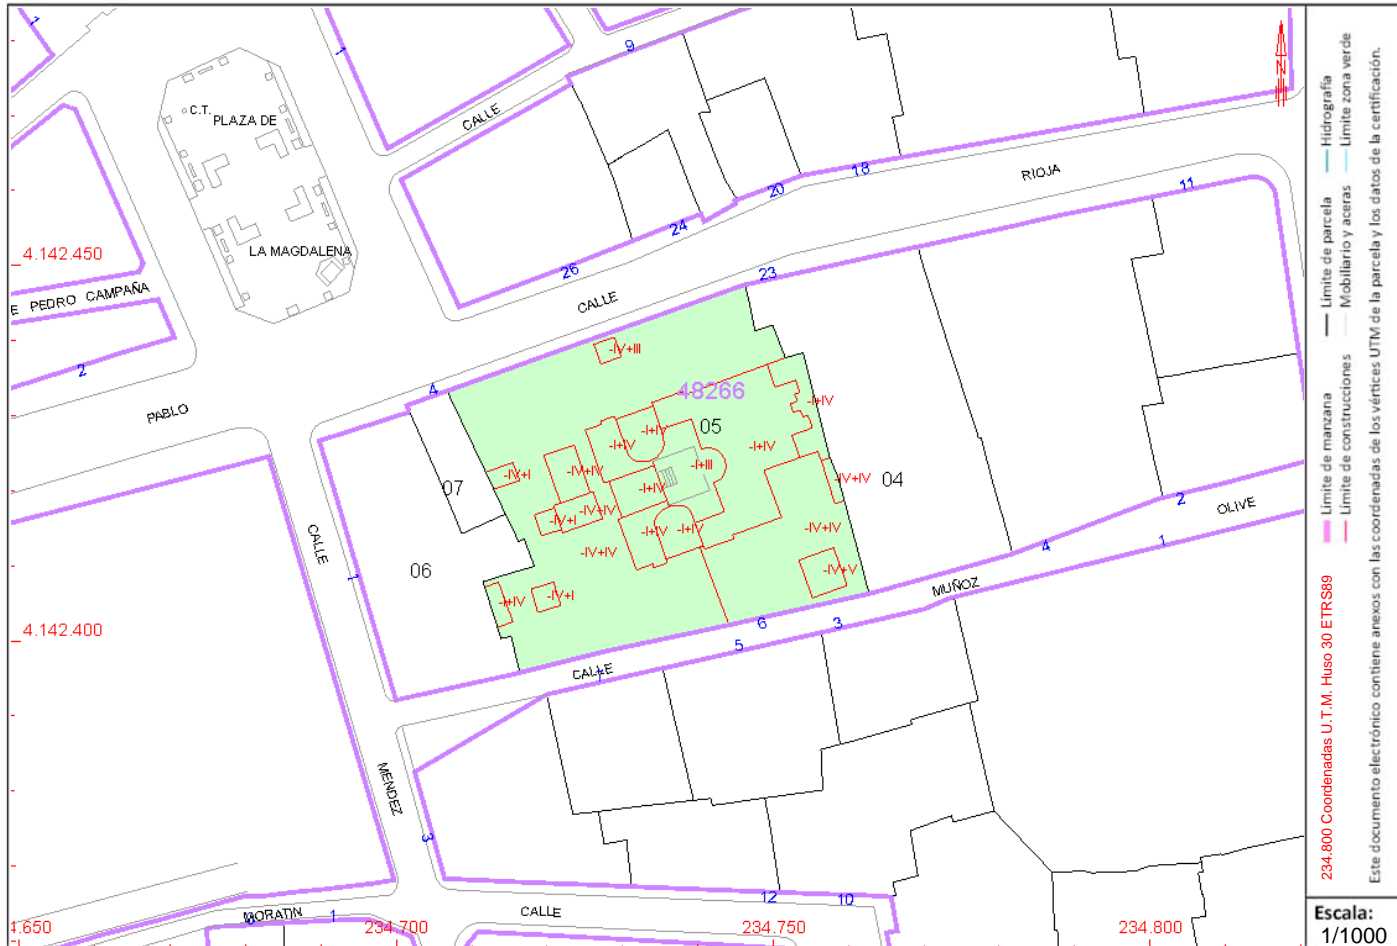 1
1
9
CALLE
C.T.
PLAZA DE
LA MAGDALENA
18
20
RIOJA
11
24
26
23
CALLE
4.142.450
E PEDRO CAMPAÑA
2
PABLO
4
-IV+III
48266
05
-I+IV
-I+IV
-I+IV
-I+IV
-I+III
-IV+I
-IV+IV
-I+IV
-IV+IV
04
07
-IV+IV
-IV+I
-I+IV
-I+IV
-IV+IV
-IV+IV
-IV+V
-IV+I
-I+IV
06
CALLE
1
2
OLIVE
1
4
MUÑOZ
6
3
5
CALLE
1
4.142.400
MENDEZ
3
12
10
CALLE
MORATIN
6
1
4.650
234.700
234.750
234.800
N
Límite de manzana
Límite de parcela
Hidrografía
Límite de construcciones
Mobiliario y aceras
Límite zona verde
234.800 Coordenadas U.T.M. Huso 30 ETRS89
Este documento electrónico contiene anexos con las coordenadas de los vértices UTM de la parcela y los datos de la certificación.
Escala:
1/1000